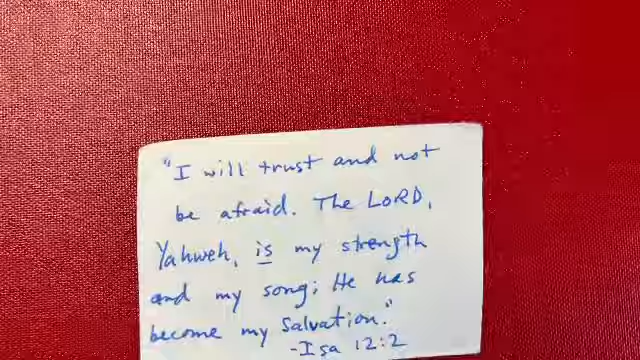 "I will trust and not
be afraid. The LORD,
Yahweh, is my strength
and my song; He has
become my salvation."
-Isa 12:2